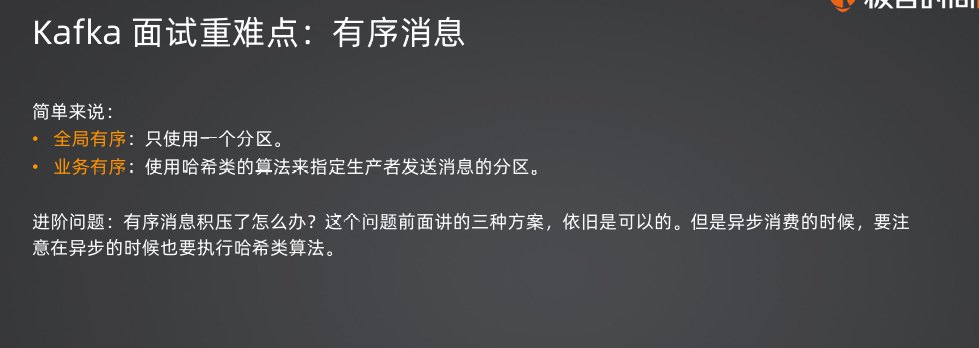 Kafka 面试重难点：有序消息
简单来说：
• 全局有序：只使用一个分区。
• 业务有序：使用哈希类的算法来指定生产者发送消息的分区。
进阶问题：有序消息积压了怎么办？这个问题前面讲的三种方案，依旧是可以的。但是异步消费的时候，要注
意在异步的时候也要执行哈希类算法。